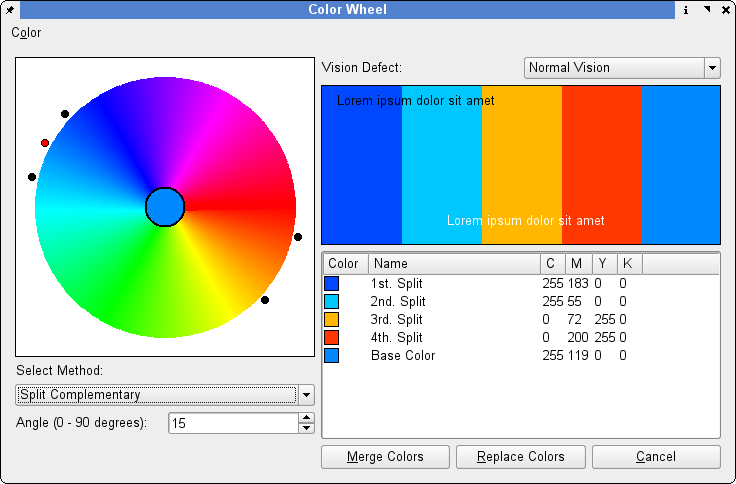 Color Wheel
Color
Vision Defect: Normal Vision
Lorem ipsum dolor sit amet
Lorem ipsum dolor sit amet
Color Name C M Y K
1st. Split 255 183 0 0
2nd. Split 255 55 0 0
3rd. Split 0 72 255 0
4th. Split 0 200 255 0
Base Color 255 119 0 0
Select Method:
Split Complementary
Angle (0 - 90 degrees): 15
Merge Colors Replace Colors Cancel